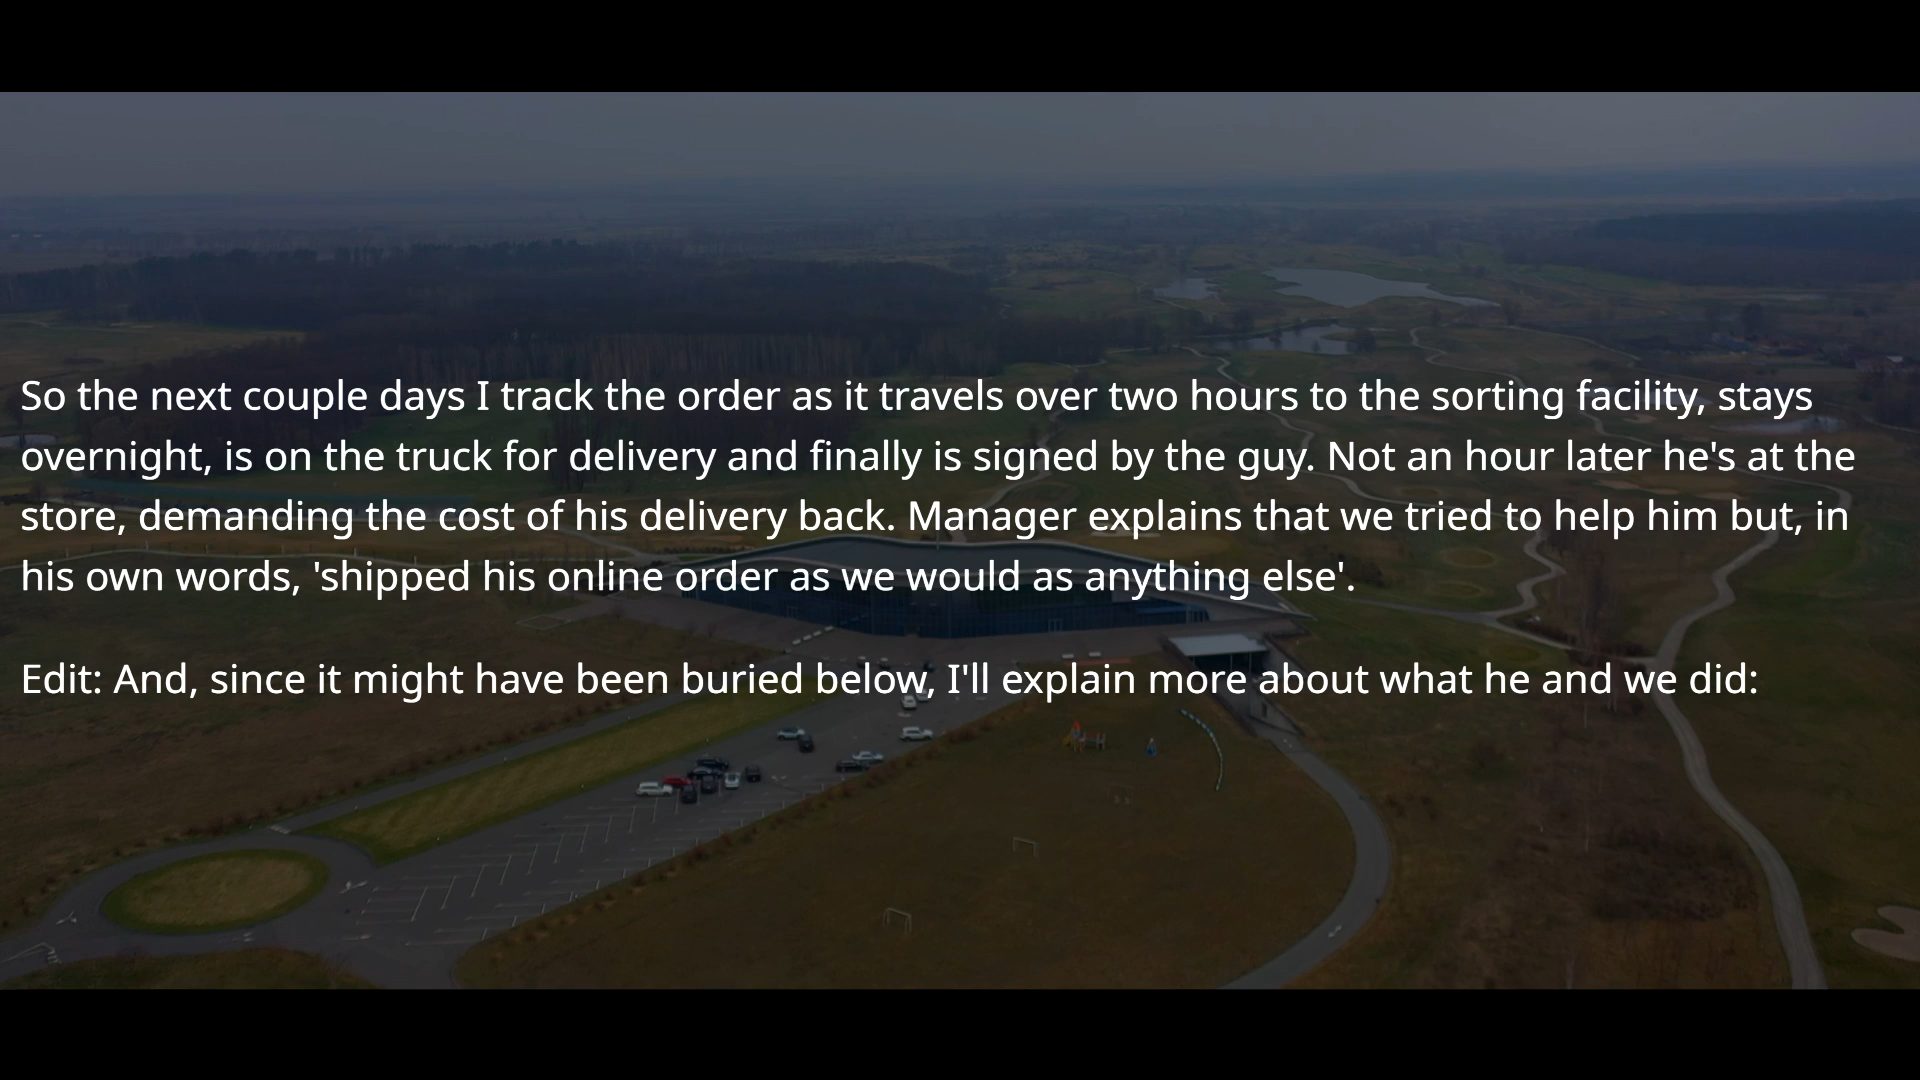 So the next couple days I track the order as it travels over two hours to the sorting facility, stays
overnight, is on the truck for delivery and finally is signed by the guy. Not an hour later he's at the
store, demanding the cost of his delivery back. Manager explains that we tried to help him but, in
his own words, 'shipped his online order as we would as anything else'.
Edit: And, since it might have been buried below, I'll explain more about what he and we did: